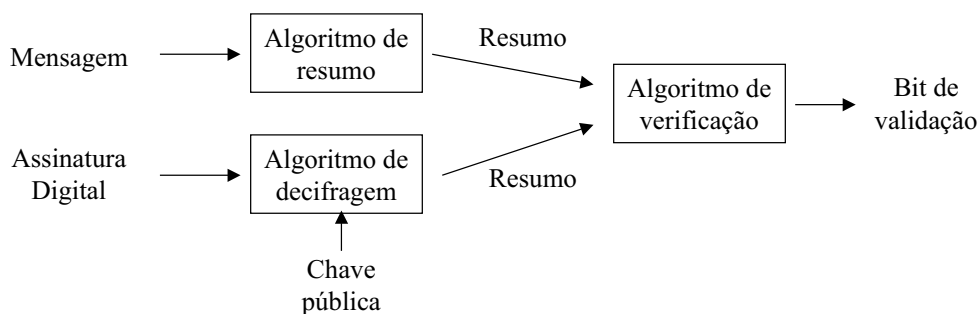 Mensagem
Algoritmo de
resumo
Resumo
Algoritmo de
verificação
Bit de
validação
Assinatura
Digital
Algoritmo de
decifragem
Resumo
Chave
pública